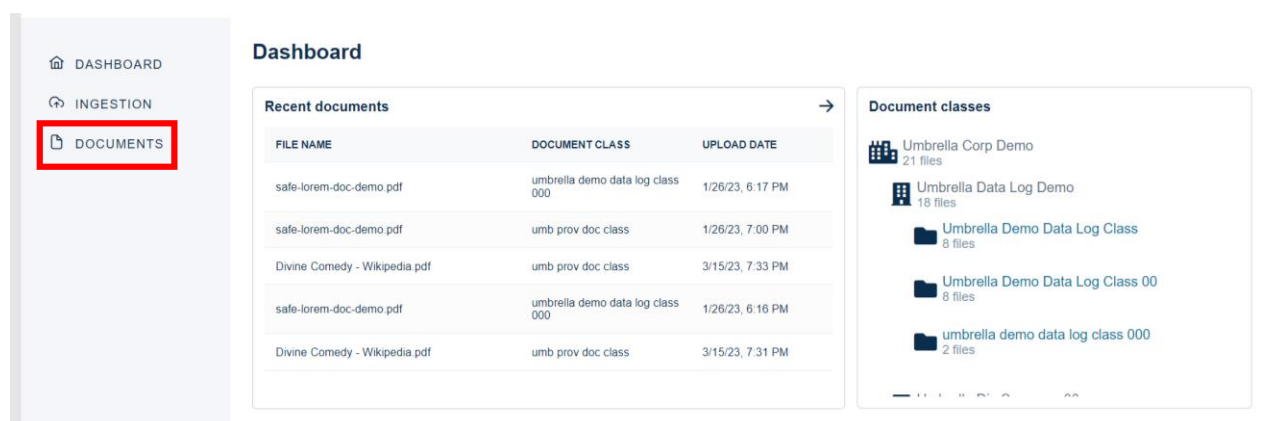 DASHBOARD
INGESTION
DOCUMENTS
Dashboard
Recent documents
FILE NAME DOCUMENT CLASS UPLOAD DATE
safe-lorem-doc-demo.pdf umbrella demo data log class 000 1/26/23, 6:17 PM
safe-lorem-doc-demo.pdf umb prov doc class 1/26/23, 7:00 PM
Divine Comedy - Wikipedia.pdf umb prov doc class 3/15/23, 7:33 PM
safe-lorem-doc-demo.pdf umbrella demo data log class 000 1/26/23, 6:16 PM
Divine Comedy - Wikipedia.pdf umb prov doc class 3/15/23, 7:31 PM
Document classes
Umbrella Corp Demo
21 files
Umbrella Data Log Demo
18 files
Umbrella Demo Data Log Class
8 files
Umbrella Demo Data Log Class 00
8 files
umbrella demo data log class 000
2 files